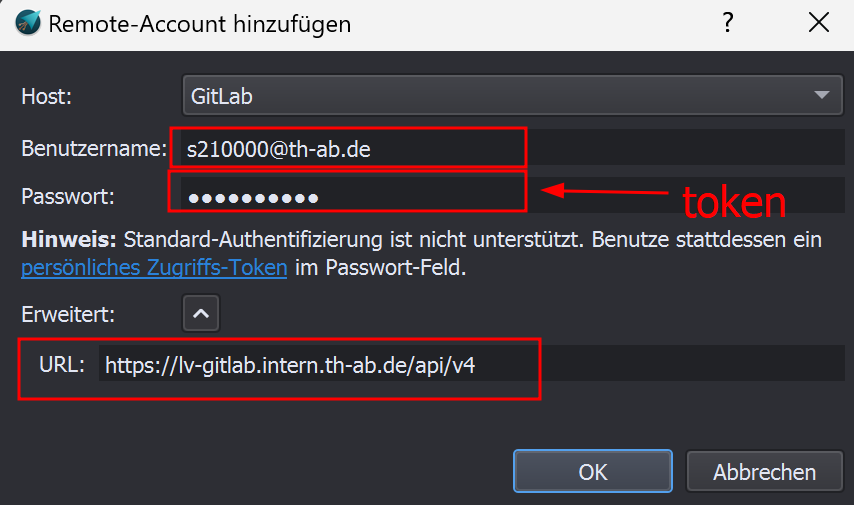 Remote-Account hinzufügen
Host: GitLab
Benutzername: s210000@th-ab.de
Passwort: ●●●●●●●●●●
token
Hinweis: Standard-Authentifizierung ist nicht unterstützt. Benutze stattdessen ein
persönliches Zugriffs-Token im Passwort-Feld.
Erweitert:
URL: https://lv-gitlab.intern.th-ab.de/api/v4
OK Abbrechen